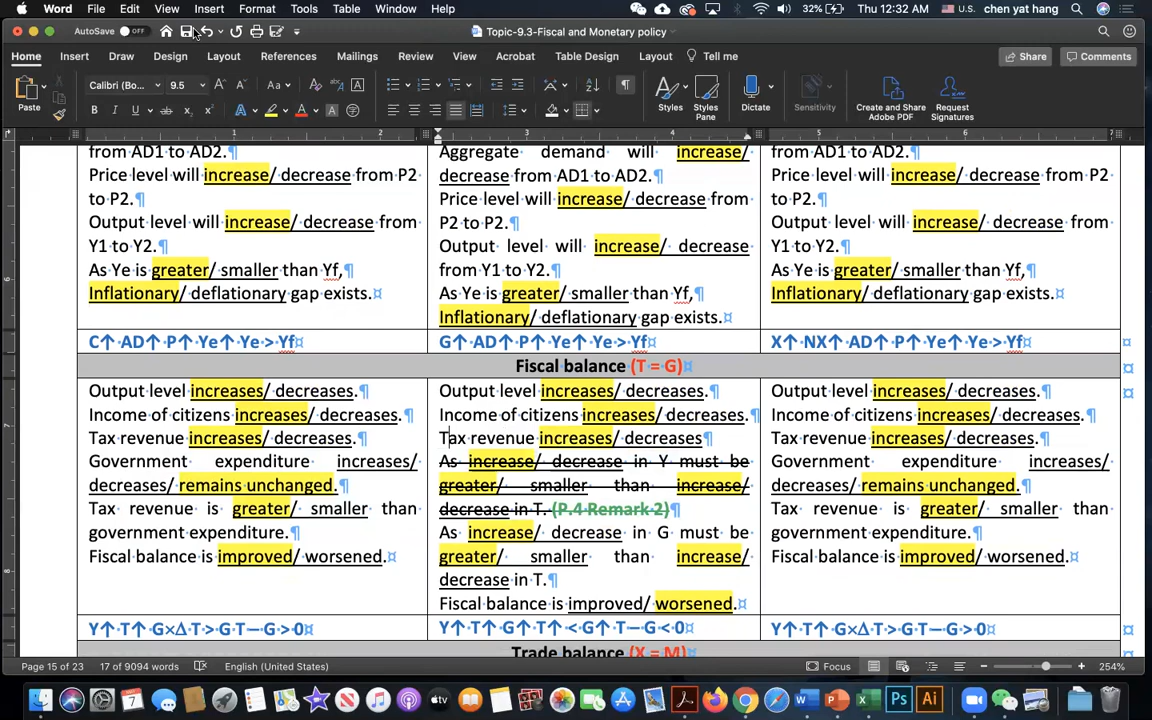 Word File Edit View Insert Format Tools Table Window Help 32% Thu 12:32 AM U.S. chen yat hang
AutoSave OFF Topic-9.3-Fiscal and Monetary policy
Home Insert Draw Design Layout References Mailings Review View Acrobat Table Design Layout Tell me Share Comments
Calibri (Bo... 9.5
Paste Styles Styles Pane Dictate Sensitivity Create and Share Adobe PDF Request Signatures
1 2 3 4 5 6 7
from AD1 to AD2.¶
Price level will increase/ decrease from P2
to P2.¶
Output level will increase/ decrease from
Y1 to Y2.¶
As Ye is greater/ smaller than Yf,¶
Inflationary/ deflationary gap exists.¤
Aggregate demand will increase/
decrease from AD1 to AD2.¶
Price level will increase/ decrease from
P2 to P2.¶
Output level will increase/ decrease
from Y1 to Y2.¶
As Ye is greater/ smaller than Yf,¶
Inflationary/ deflationary gap exists.¤
from AD1 to AD2.¶
Price level will increase/ decrease from P2
to P2.¶
Output level will increase/ decrease from
Y1 to Y2.¶
As Ye is greater/ smaller than Yf,¶
Inflationary/ deflationary gap exists.¤
C↑ AD↑ P↑ Ye↑ Ye > Yf¤
G↑ AD↑ P↑ Ye↑ Ye > Yf¤
X↑ NX↑ AD↑ P↑ Ye↑ Ye > Yf¤
Fiscal balance (T = G)¤
Output level increases/ decreases.¶
Income of citizens increases/ decreases.¶
Tax revenue increases/ decreases.¶
Government expenditure increases/
decreases/ remains unchanged.¶
Tax revenue is greater/ smaller than
government expenditure.¶
Fiscal balance is improved/ worsened.¤
Output level increases/ decreases.¶
Income of citizens increases/ decreases.¶
Tax revenue increases/ decreases¶
As increase/ decrease in Y must be
greater/ smaller than increase/
decrease in T. (P.4 Remark 2)¶
As increase/ decrease in G must be
greater/ smaller than increase/
decrease in T.¶
Fiscal balance is improved/ worsened.¤
Output level increases/ decreases.¶
Income of citizens increases/ decreases.¶
Tax revenue increases/ decreases.¶
Government expenditure increases/
decreases/ remains unchanged.¶
Tax revenue is greater/ smaller than
government expenditure.¶
Fiscal balance is improved/ worsened.¤
Y↑ T↑ G×Δ T > G T − G > 0¤
Y↑ T↑ G↑ T↑ < G↑ T − G < 0¤
Y↑ T↑ G×Δ T > G T − G > 0¤
Trade balance (X = M)¤
Page 15 of 23 17 of 9094 words English (United States) Focus 254%